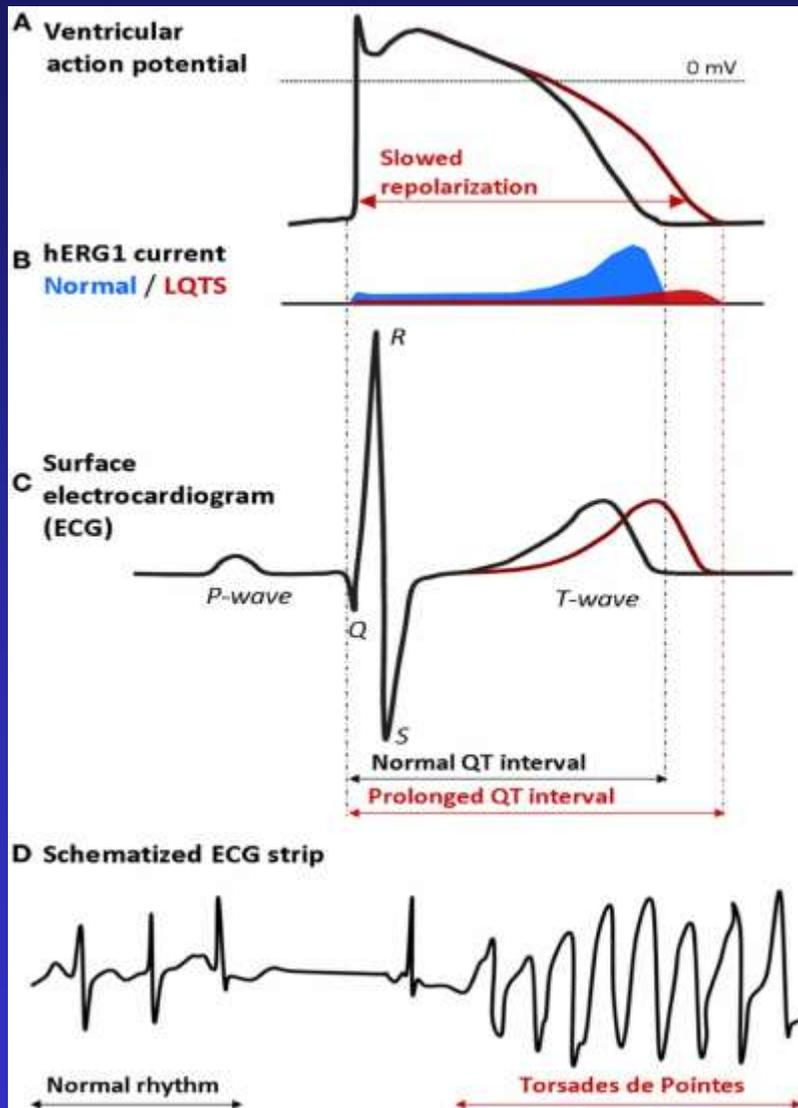 A Ventricular
action potential
0 mV
Slowed
repolarization
B hERG1 current
Normal / LQTS
R
C Surface
electrocardiogram
(ECG)
P-wave
Q
T-wave
S
Normal QT interval
Prolonged QT interval
D Schematized ECG strip
Normal rhythm
Torsades de Pointes